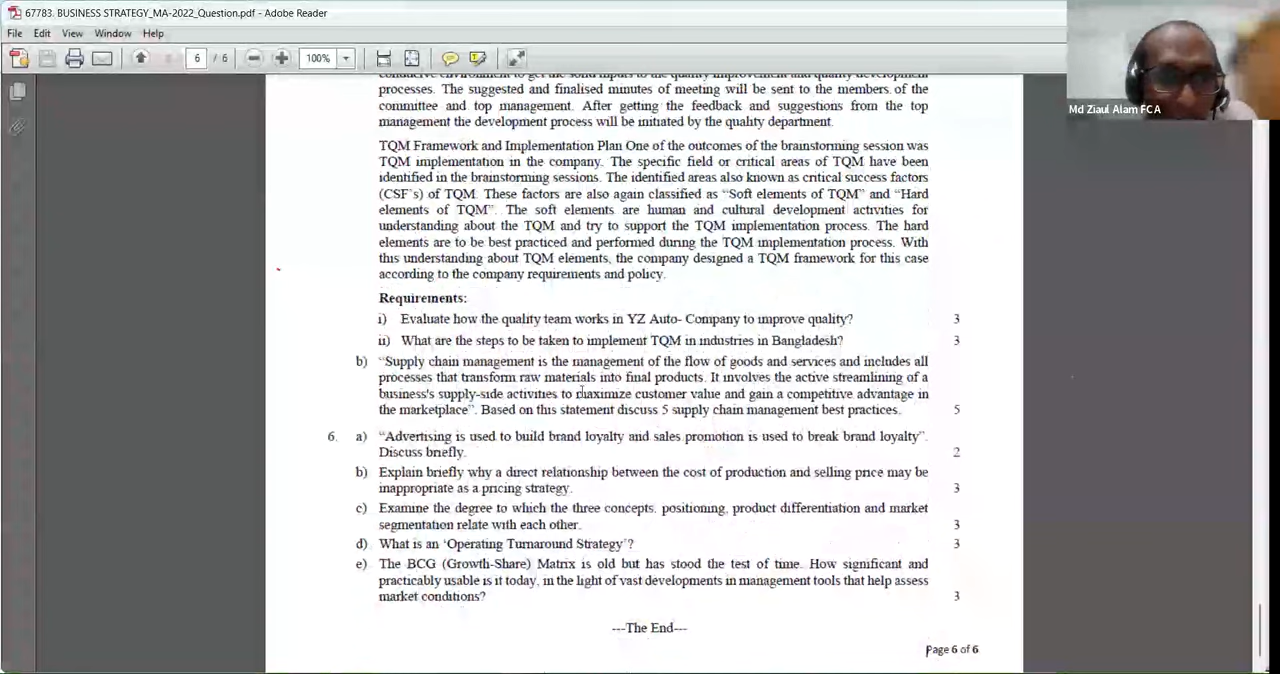 67783. BUSINESS STRATEGY_MA-2022_Question.pdf - Adobe Reader
File Edit View Window Help
6 / 6 100%
Md Ziaul Alam FCA
conducive environment to get the solid inputs to the quality improvement and quality development
processes. The suggested and finalised minutes of meeting will be sent to the members of the
committee and top management. After getting the feedback and suggestions from the top
management the development process will be initiated by the quality department.
TQM Framework and Implementation Plan One of the outcomes of the brainstorming session was
TQM implementation in the company. The specific field or critical areas of TQM have been
identified in the brainstorming sessions. The identified areas also known as critical success factors
(CSF's) of TQM. These factors are also again classified as “Soft elements of TQM” and “Hard
elements of TQM”. The soft elements are human and cultural development activities for
understanding about the TQM and try to support the TQM implementation process. The hard
elements are to be best practiced and performed during the TQM implementation process. With
this understanding about TQM elements, the company designed a TQM framework for this case
according to the company requirements and policy.
Requirements:
i) Evaluate how the quality team works in YZ Auto- Company to improve quality? 3
ii) What are the steps to be taken to implement TQM in industries in Bangladesh? 3
b) “Supply chain management is the management of the flow of goods and services and includes all
processes that transform raw materials into final products. It involves the active streamlining of a
business's supply-side activities to maximize customer value and gain a competitive advantage in
the marketplace”. Based on this statement discuss 5 supply chain management best practices. 5
6. a) “Advertising is used to build brand loyalty and sales promotion is used to break brand loyalty”.
Discuss briefly. 2
b) Explain briefly why a direct relationship between the cost of production and selling price may be
inappropriate as a pricing strategy. 3
c) Examine the degree to which the three concepts, positioning, product differentiation and market
segmentation relate with each other. 3
d) What is an ‘Operating Turnaround Strategy’? 3
e) The BCG (Growth-Share) Matrix is old but has stood the test of time. How significant and
practicably usable is it today, in the light of vast developments in management tools that help assess
market conditions? 3
---The End---
Page 6 of 6